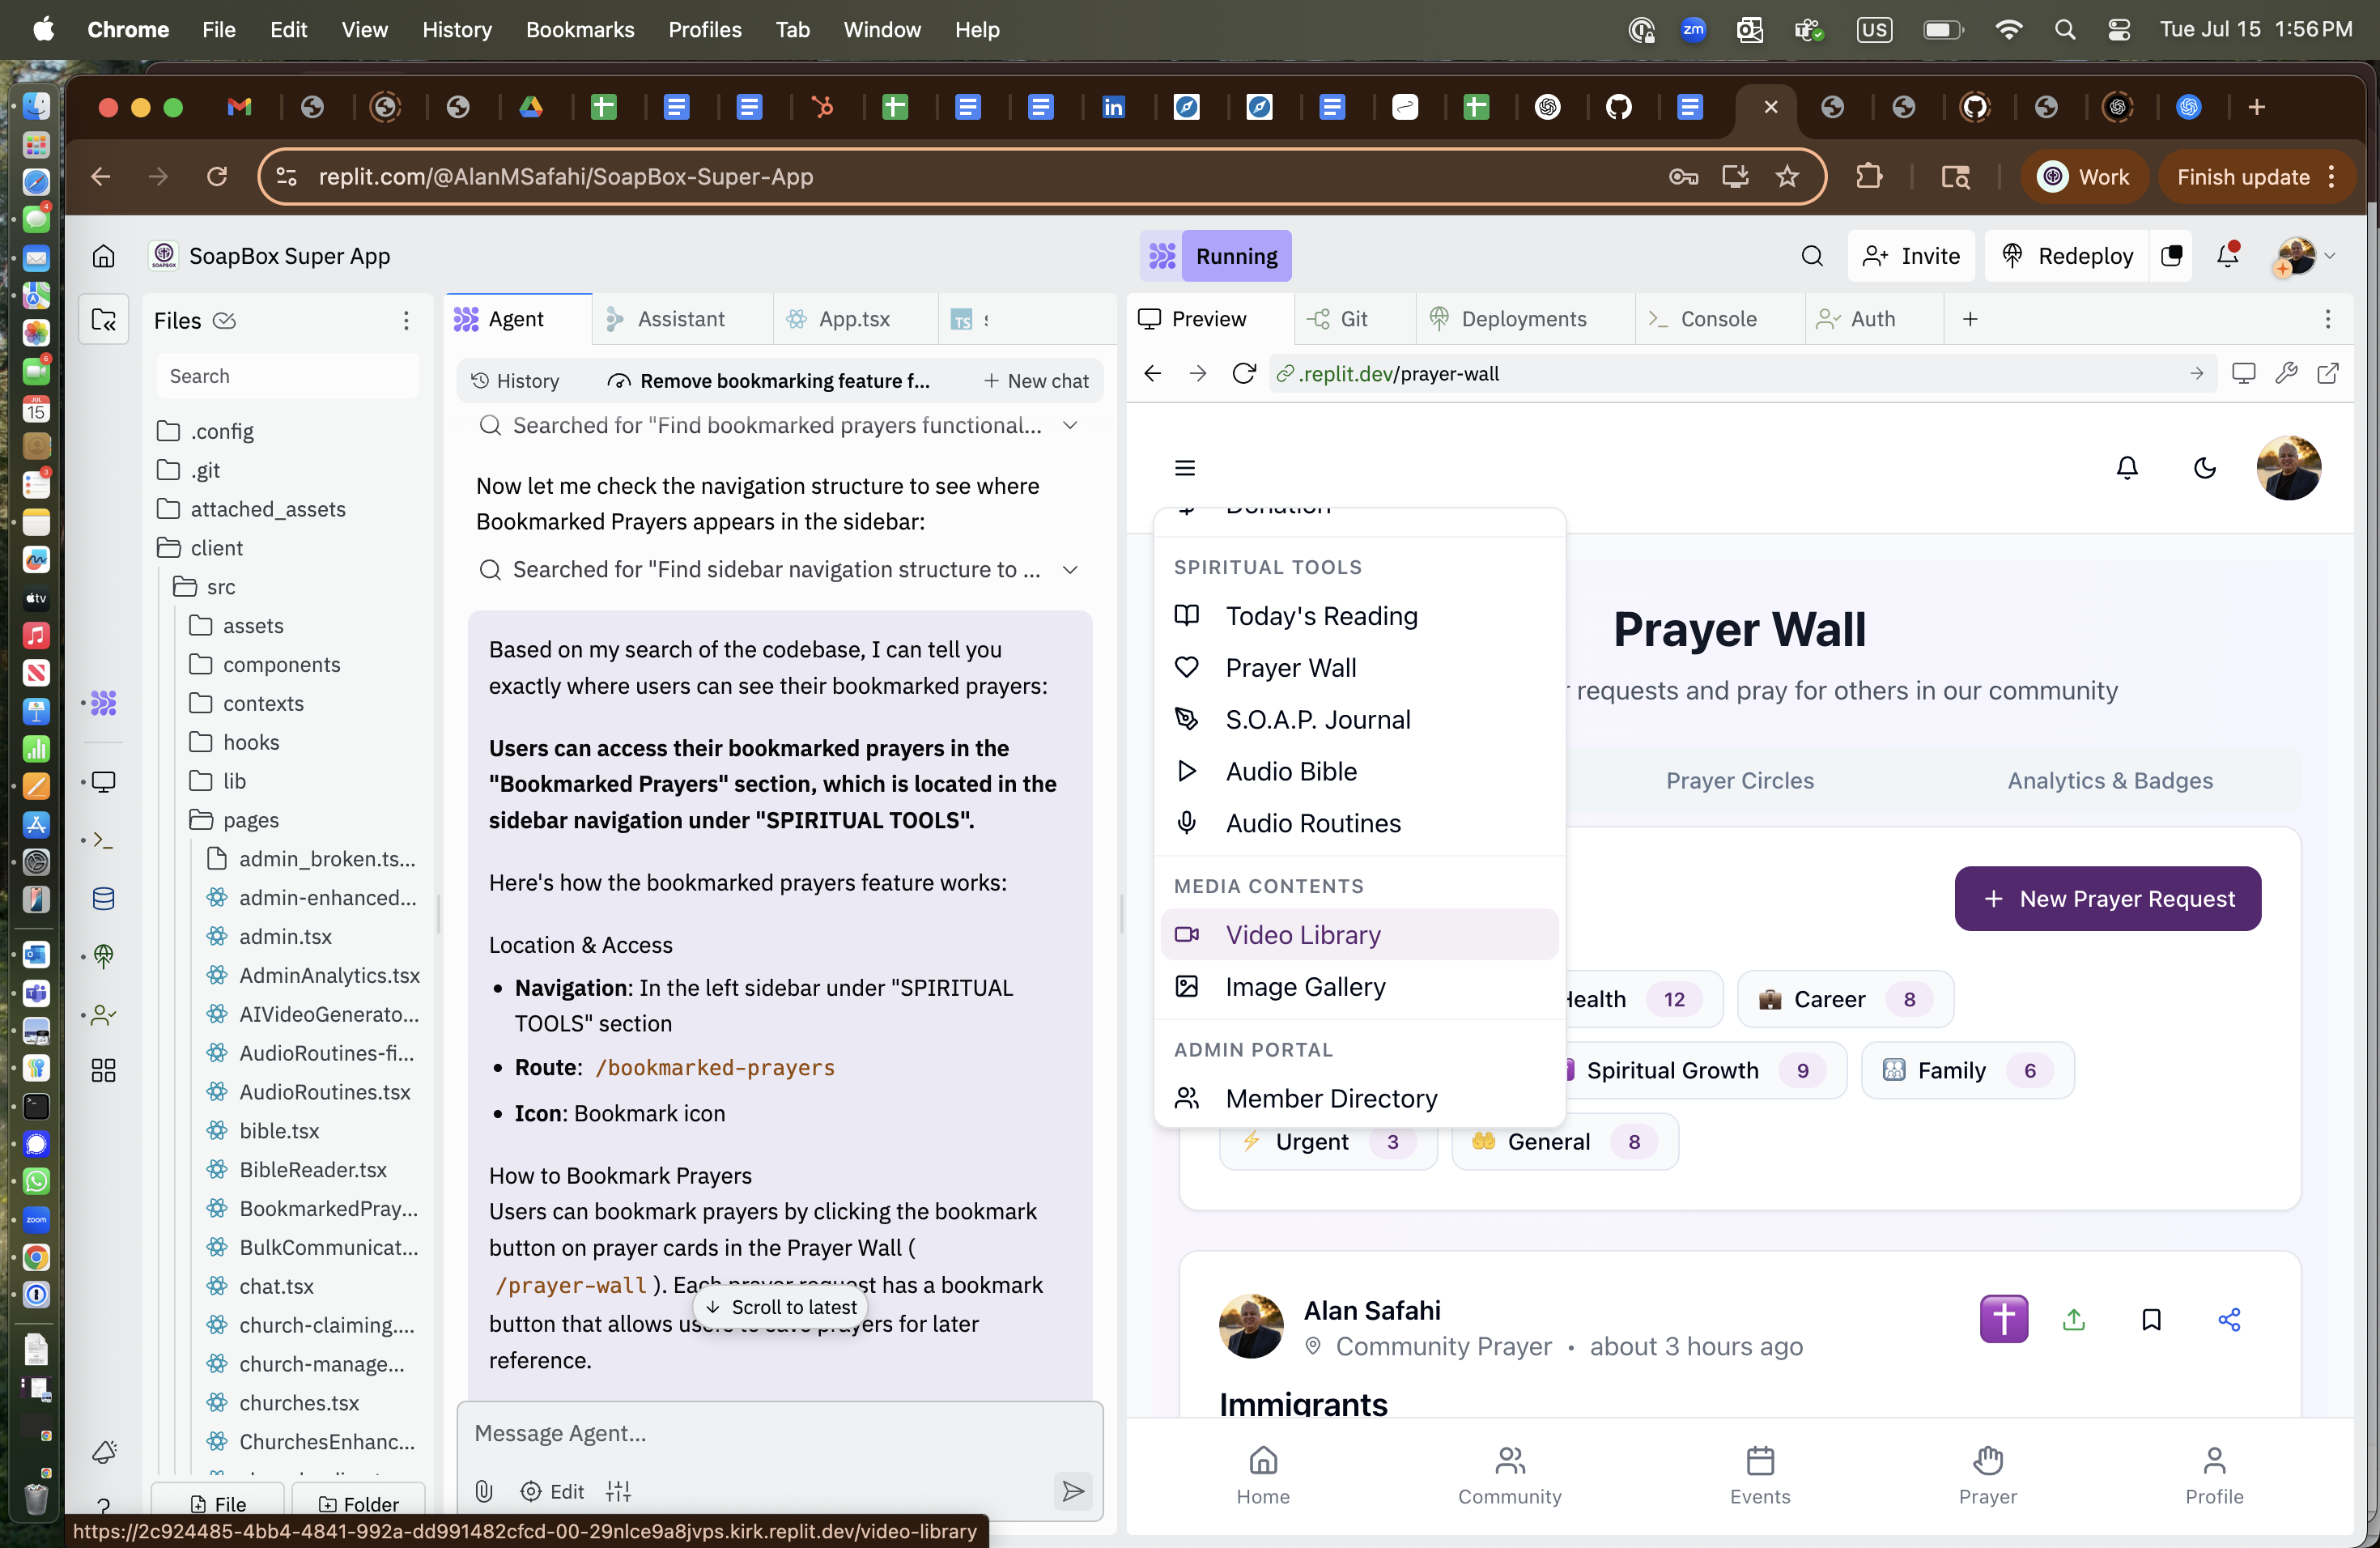 Chrome File Edit View History Bookmarks Profiles Tab Window Help
zm
US
Tue Jul 15 1:56 PM
replit.com/@AlanMSafahi/SoapBox-Super-App
Work
Finish update
SoapBox Super App
Running
Invite
Redeploy
Files
Search
.config
.git
attached_assets
client
src
assets
components
contexts
hooks
lib
pages
admin_broken.ts...
admin-enhanced...
admin.tsx
AdminAnalytics.tsx
AIVideoGenerato...
AudioRoutines-fi...
AudioRoutines.tsx
bible.tsx
BibleReader.tsx
BookmarkedPray...
BulkCommunicat...
chat.tsx
church-claiming....
church-manage...
churches.tsx
ChurchesEnhanc...
File
Folder
Agent
Assistant
App.tsx
TS
History
Remove bookmarking feature f...
New chat
Searched for "Find bookmarked prayers functional...
Now let me check the navigation structure to see where
Bookmarked Prayers appears in the sidebar:
Searched for "Find sidebar navigation structure to ...
Based on my search of the codebase, I can tell you
exactly where users can see their bookmarked prayers:
Users can access their bookmarked prayers in the
"Bookmarked Prayers" section, which is located in the
sidebar navigation under "SPIRITUAL TOOLS".
Here's how the bookmarked prayers feature works:
Location & Access
• Navigation: In the left sidebar under "SPIRITUAL
TOOLS" section
• Route: /bookmarked-prayers
• Icon: Bookmark icon
How to Bookmark Prayers
Users can bookmark prayers by clicking the bookmark
button on prayer cards in the Prayer Wall (
/prayer-wall ). Each prayer request has a bookmark
Scroll to latest
button that allows users to save prayers for later
reference.
Message Agent...
Edit
Preview
Git
Deployments
Console
Auth
.replit.dev/prayer-wall
Donation
SPIRITUAL TOOLS
Today's Reading
Prayer Wall
S.O.A.P. Journal
Audio Bible
Audio Routines
MEDIA CONTENTS
Video Library
Image Gallery
ADMIN PORTAL
Member Directory
Prayer Wall
requests and pray for others in our community
Prayer Circles
Analytics & Badges
+ New Prayer Request
Health 12
Career 8
Spiritual Growth 9
Family 6
Urgent 3
General 8
Alan Safahi
Community Prayer • about 3 hours ago
Immigrants
Home
Community
Events
Prayer
Profile
https://2c924485-4bb4-4841-992a-dd991482cfcd-00-29nlce9a8jvps.kirk.replit.dev/video-library